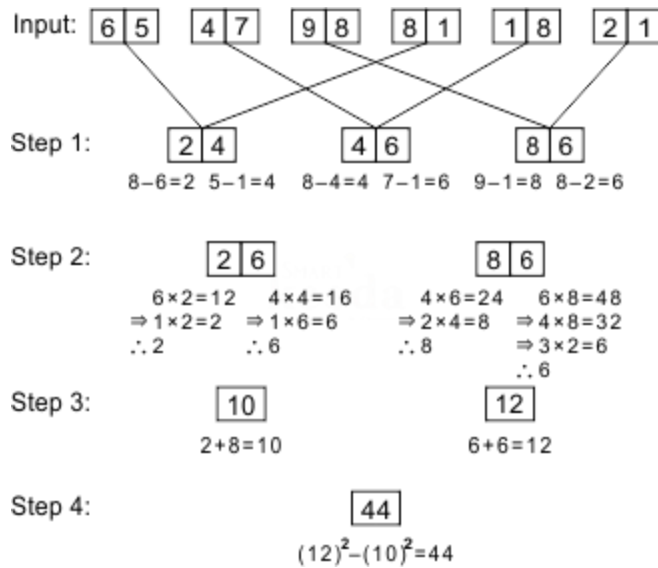 Input: 6 5 4 7 9 8 8 1 1 8 2 1
Step 1: 2 4 4 6 8 6
8–6=2 5–1=4 8–4=4 7–1=6 9–1=8 8–2=6
Step 2: 2 6 8 6
6×2=12 4×4=16 4×6=24 6×8=48
⇒1×2=2 ⇒1×6=6 ⇒2×4=8 ⇒4×8=32
∴2 ∴6 ∴8 ⇒3×2=6
∴6
Step 3: 10 12
2+8=10 6+6=12
Step 4: 44
(12)²–(10)²=44